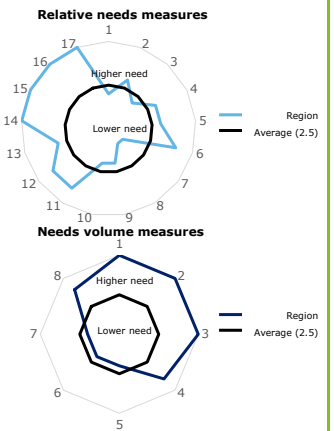 Relative needs measures
1
17
2
16
3
Higher need
15
4
Region
14
Lower need
5
Average (2.5)
13
6
12
7
11
8
10
9
Needs volume measures
1
8
Higher need
2
Region
7
Lower need
3
Average (2.5)
6
4
5